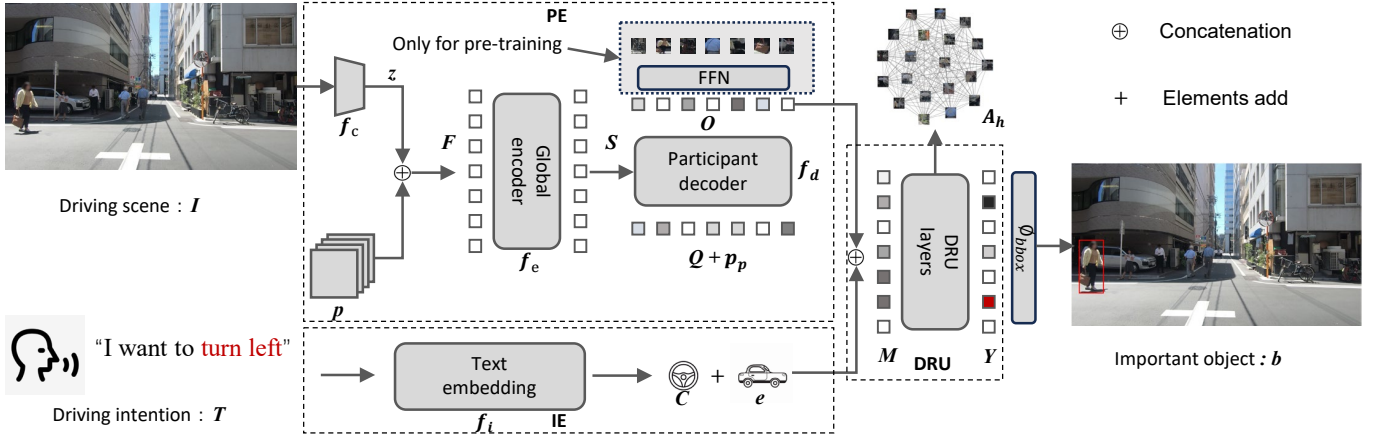 PE
Only for pre-training
FFN
z
f_c
O
F
Global encoder
f_e
S
Participant decoder
f_d
Q + p_p
p
Driving scene : I
A_h
⊕ Concatenation
+ Elements add
M
DRU layers
Y
DRU
∅_bbox
Important object : b
"I want to turn left"
Driving intention : T
Text embedding
f_i
IE
C + e